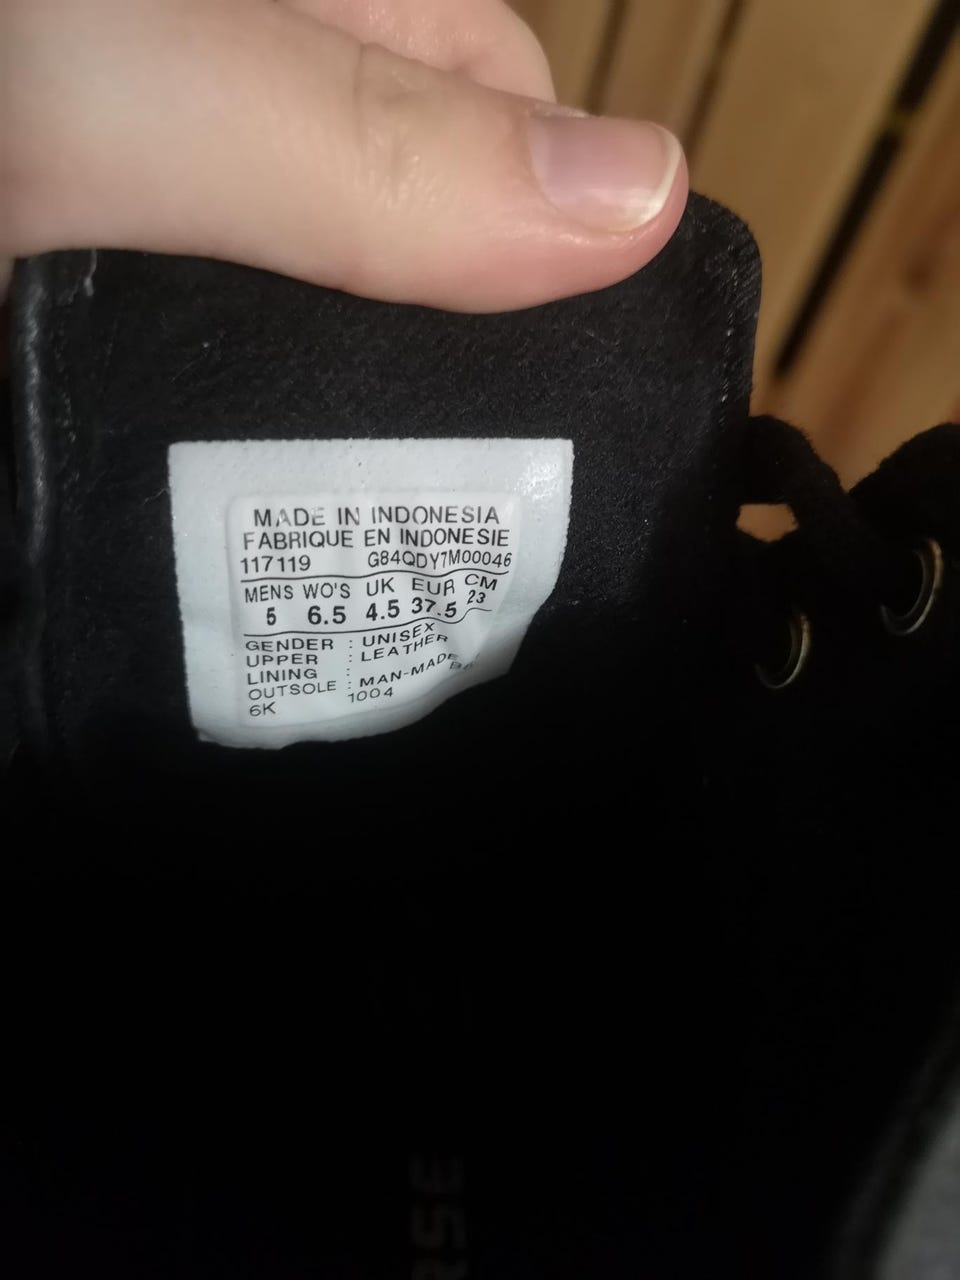 MADE IN INDONESIA
FABRIQUE EN INDONESIE
117119 G84QDY7M00046
MENS WO'S UK EUR CM
5 6.5 4.5 37.5 23
GENDER : UNISEX
UPPER : LEATHER
LINING :
OUTSOLE : MAN-MADE
6K 1004
RSE